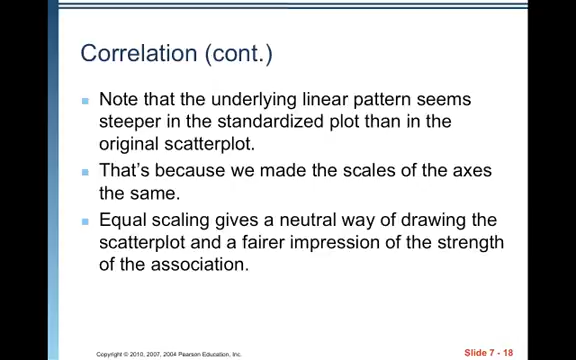 Correlation (cont.)
Note that the underlying linear pattern seems
steeper in the standardized plot than in the
original scatterplot.
That's because we made the scales of the axes
the same.
Equal scaling gives a neutral way of drawing the
scatterplot and a fairer impression of the strength
of the association.
Copyright © 2010, 2007, 2004 Pearson Education, Inc.
Slide 7 - 18